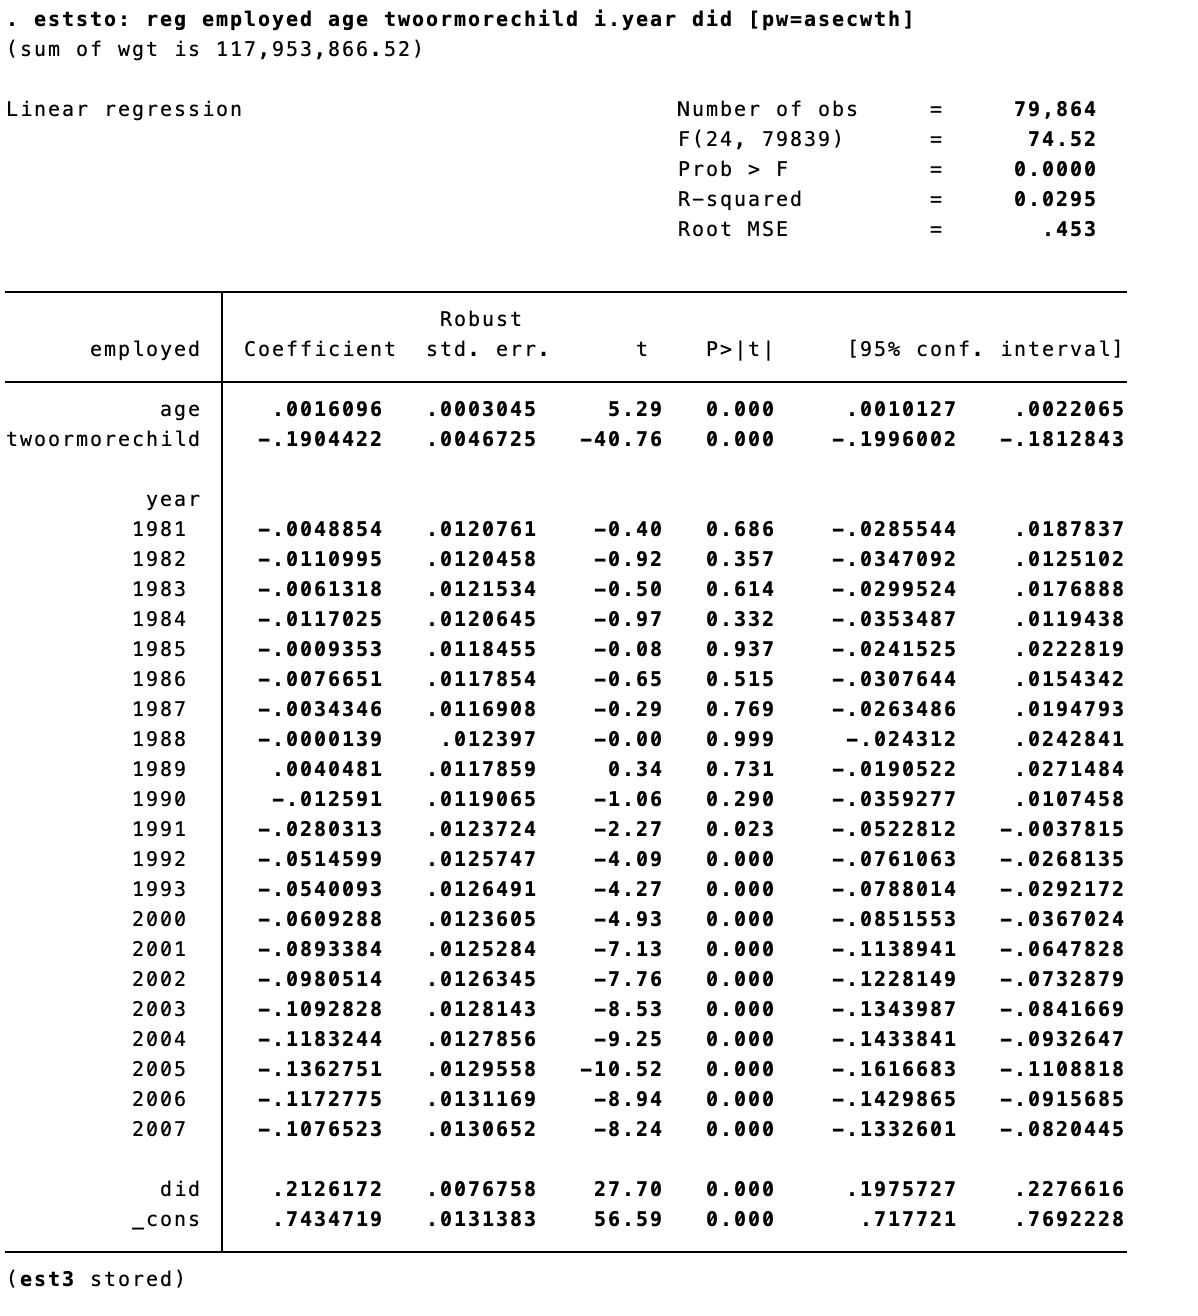 . eststo: reg employed age twoormorechild i.year did [pw=asecwth]
(sum of wgt is 117,953,866.52)
Linear regression Number of obs = 79,864
F(24, 79839) = 74.52
Prob > F = 0.0000
R-squared = 0.0295
Root MSE = .453
Robust
employed Coefficient std. err. t P>|t| [95% conf. interval]
age .0016096 .0003045 5.29 0.000 .0010127 .0022065
twoormorechild -.1904422 .0046725 -40.76 0.000 -.1996002 -.1812843
year
1981 -.0048854 .0120761 -0.40 0.686 -.0285544 .0187837
1982 -.0110995 .0120458 -0.92 0.357 -.0347092 .0125102
1983 -.0061318 .0121534 -0.50 0.614 -.0299524 .0176888
1984 -.0117025 .0120645 -0.97 0.332 -.0353487 .0119438
1985 -.0009353 .0118455 -0.08 0.937 -.0241525 .0222819
1986 -.0076651 .0117854 -0.65 0.515 -.0307644 .0154342
1987 -.0034346 .0116908 -0.29 0.769 -.0263486 .0194793
1988 -.0000139 .012397 -0.00 0.999 -.024312 .0242841
1989 .0040481 .0117859 0.34 0.731 -.0190522 .0271484
1990 -.012591 .0119065 -1.06 0.290 -.0359277 .0107458
1991 -.0280313 .0123724 -2.27 0.023 -.0522812 -.0037815
1992 -.0514599 .0125747 -4.09 0.000 -.0761063 -.0268135
1993 -.0540093 .0126491 -4.27 0.000 -.0788014 -.0292172
2000 -.0609288 .0123605 -4.93 0.000 -.0851553 -.0367024
2001 -.0893384 .0125284 -7.13 0.000 -.1138941 -.0647828
2002 -.0980514 .0126345 -7.76 0.000 -.1228149 -.0732879
2003 -.1092828 .0128143 -8.53 0.000 -.1343987 -.0841669
2004 -.1183244 .0127856 -9.25 0.000 -.1433841 -.0932647
2005 -.1362751 .0129558 -10.52 0.000 -.1616683 -.1108818
2006 -.1172775 .0131169 -8.94 0.000 -.1429865 -.0915685
2007 -.1076523 .0130652 -8.24 0.000 -.1332601 -.0820445
did .2126172 .0076758 27.70 0.000 .1975727 .2276616
_cons .7434719 .0131383 56.59 0.000 .717721 .7692228
(est3 stored)